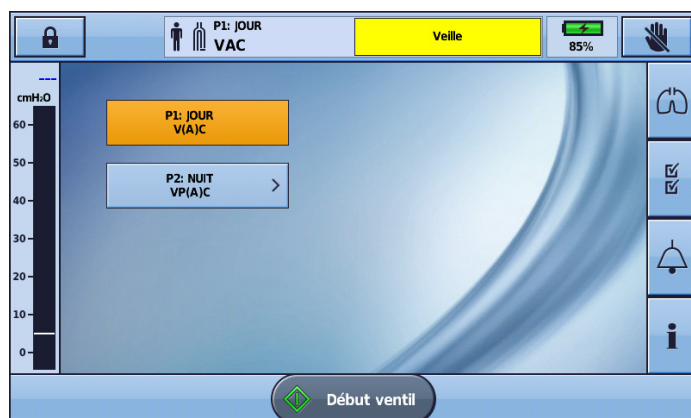 P1: JOUR
VAC
Veille
85%
---
cmH₂O
60
50
40
30
20
10
0
P1: JOUR
V(A)C
P2: NUIT
VP(A)C
i
Début ventil